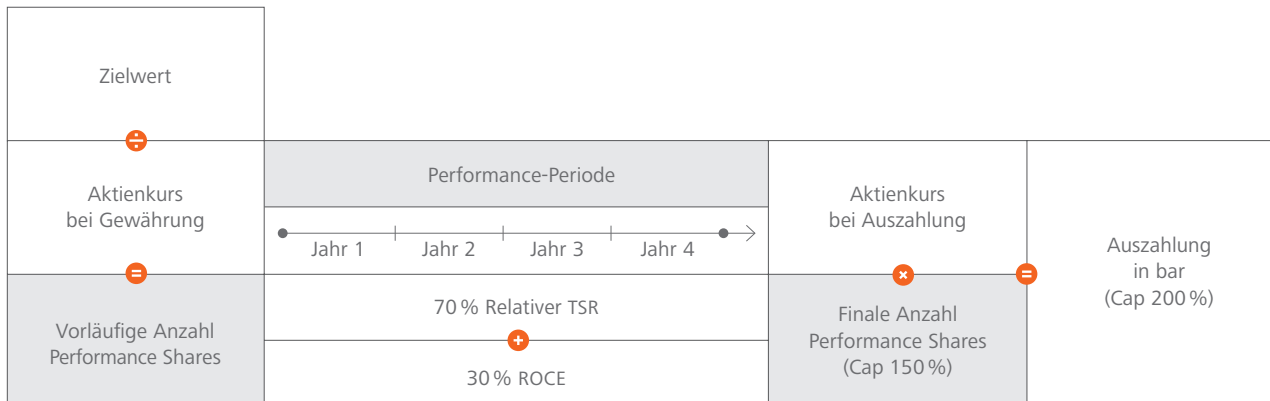 Zielwert
÷
Aktienkurs
bei Gewährung
=
Vorläufige Anzahl
Performance Shares
Performance-Periode
Jahr 1
Jahr 2
Jahr 3
Jahr 4
70 % Relativer TSR
+
30 % ROCE
Aktienkurs
bei Auszahlung
×
Finale Anzahl
Performance Shares
(Cap 150 %)
=
Auszahlung
in bar
(Cap 200 %)